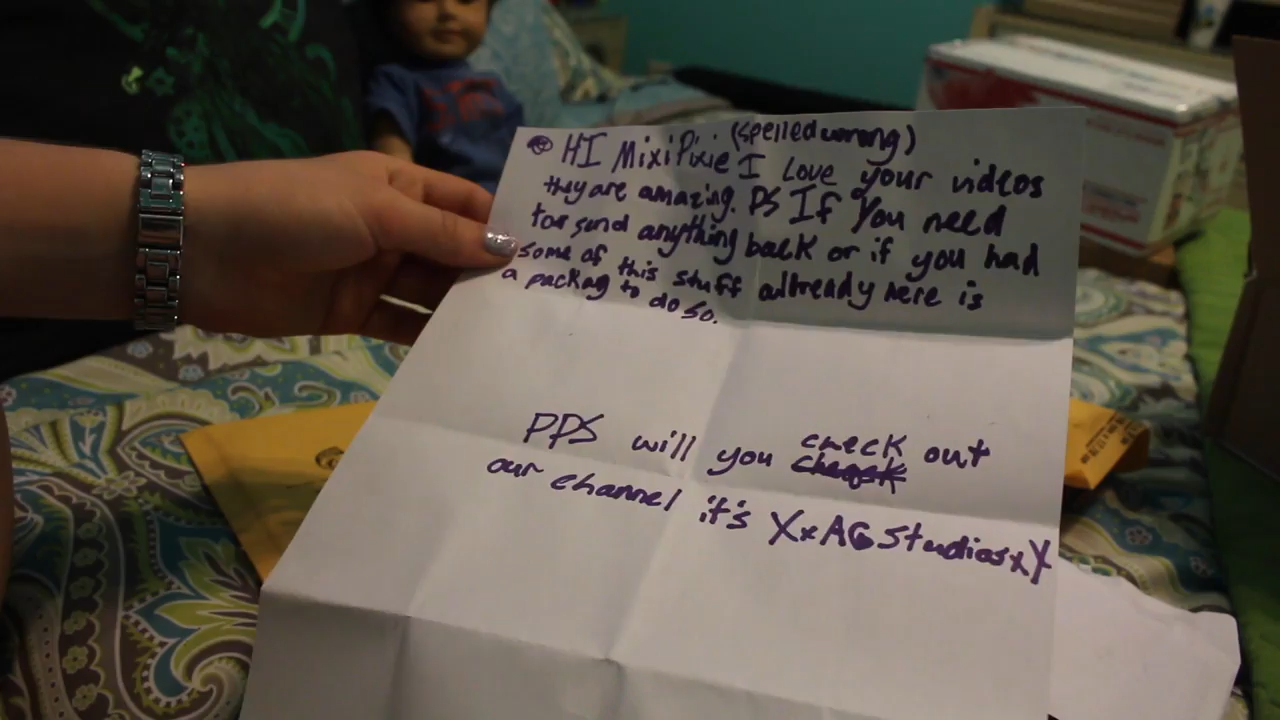 HI MixiPixie (spelled wrong) I Love your videos
they are amazing. PS If You need
to send anything back or if you had
some of this stuff allready here is
a packag to do so.
PPS will you check out
our channel it's XxAGStudiosxX